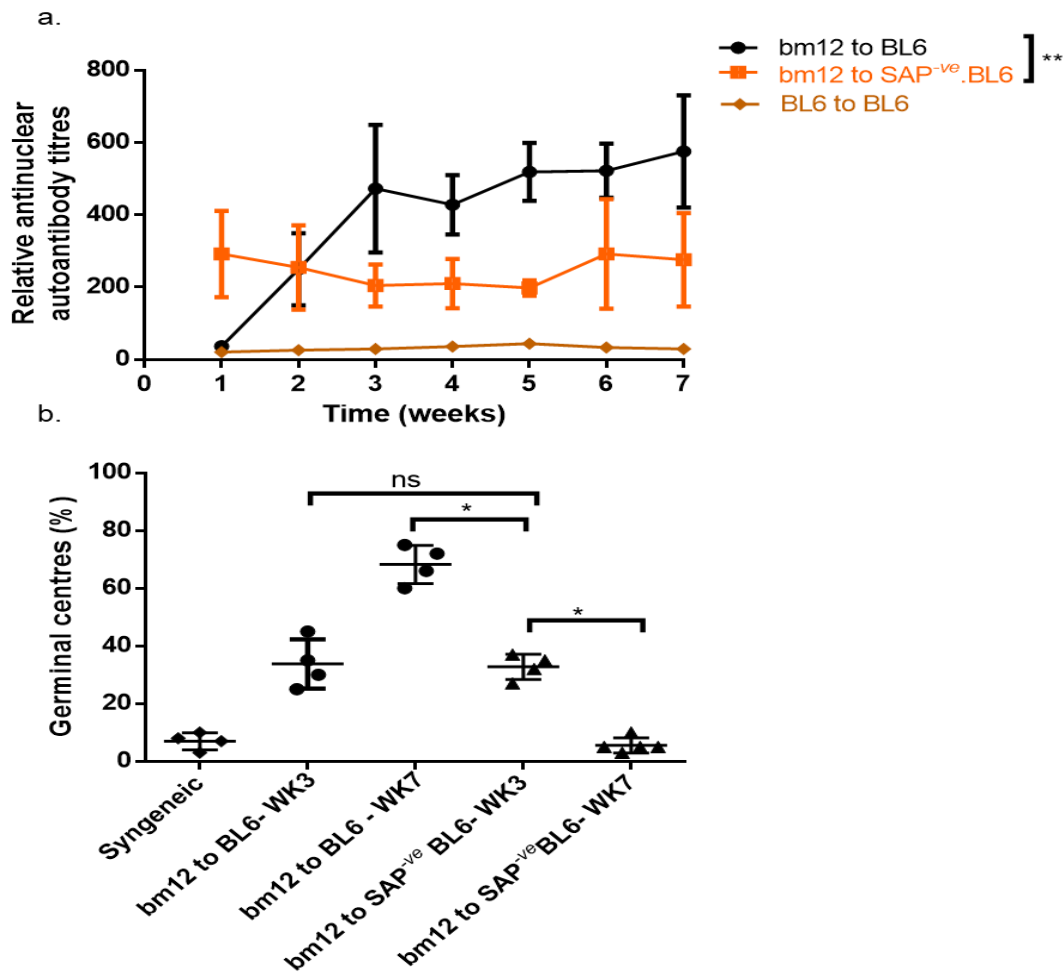 a.
bm12 to BL6
bm12 to SAP-ve.BL6
BL6 to BL6
**
Relative antinuclear
autoantibody titres
800
600
400
200
0
0 1 2 3 4 5 6 7
Time (weeks)
b.
Germinal centres (%)
100
80
60
40
20
0
ns
*
*
Syngeneic
bm12 to BL6- WK3
bm12 to BL6 - WK7
bm12 to SAP-ve BL6- WK3
bm12 to SAP-ve BL6- WK7